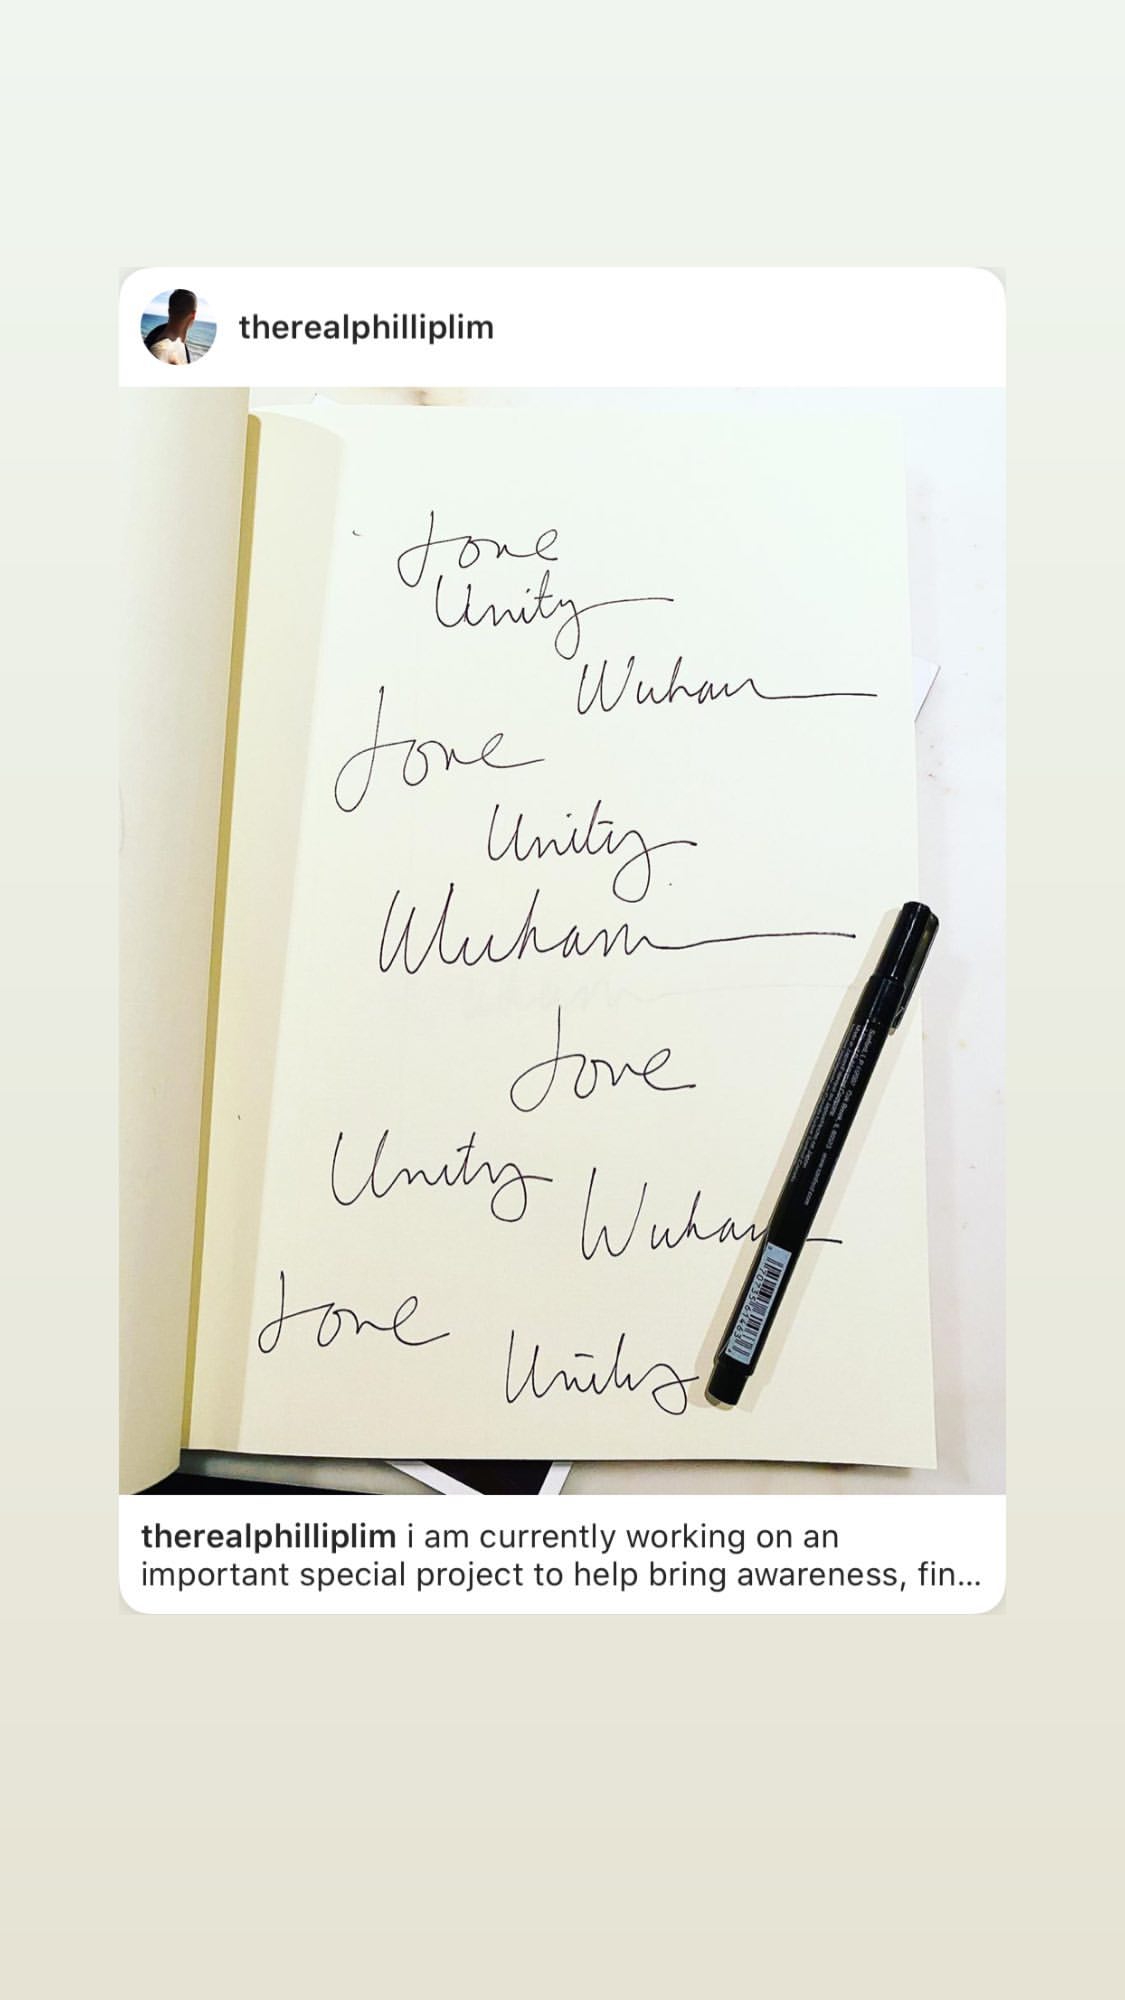 therealphilliplim
Love
Unity
Wuhan
Love
Unity
Wuhan
Love
Unity
Wuhan
Love
Unity
therealphilliplim i am currently working on an
important special project to help bring awareness, fin...